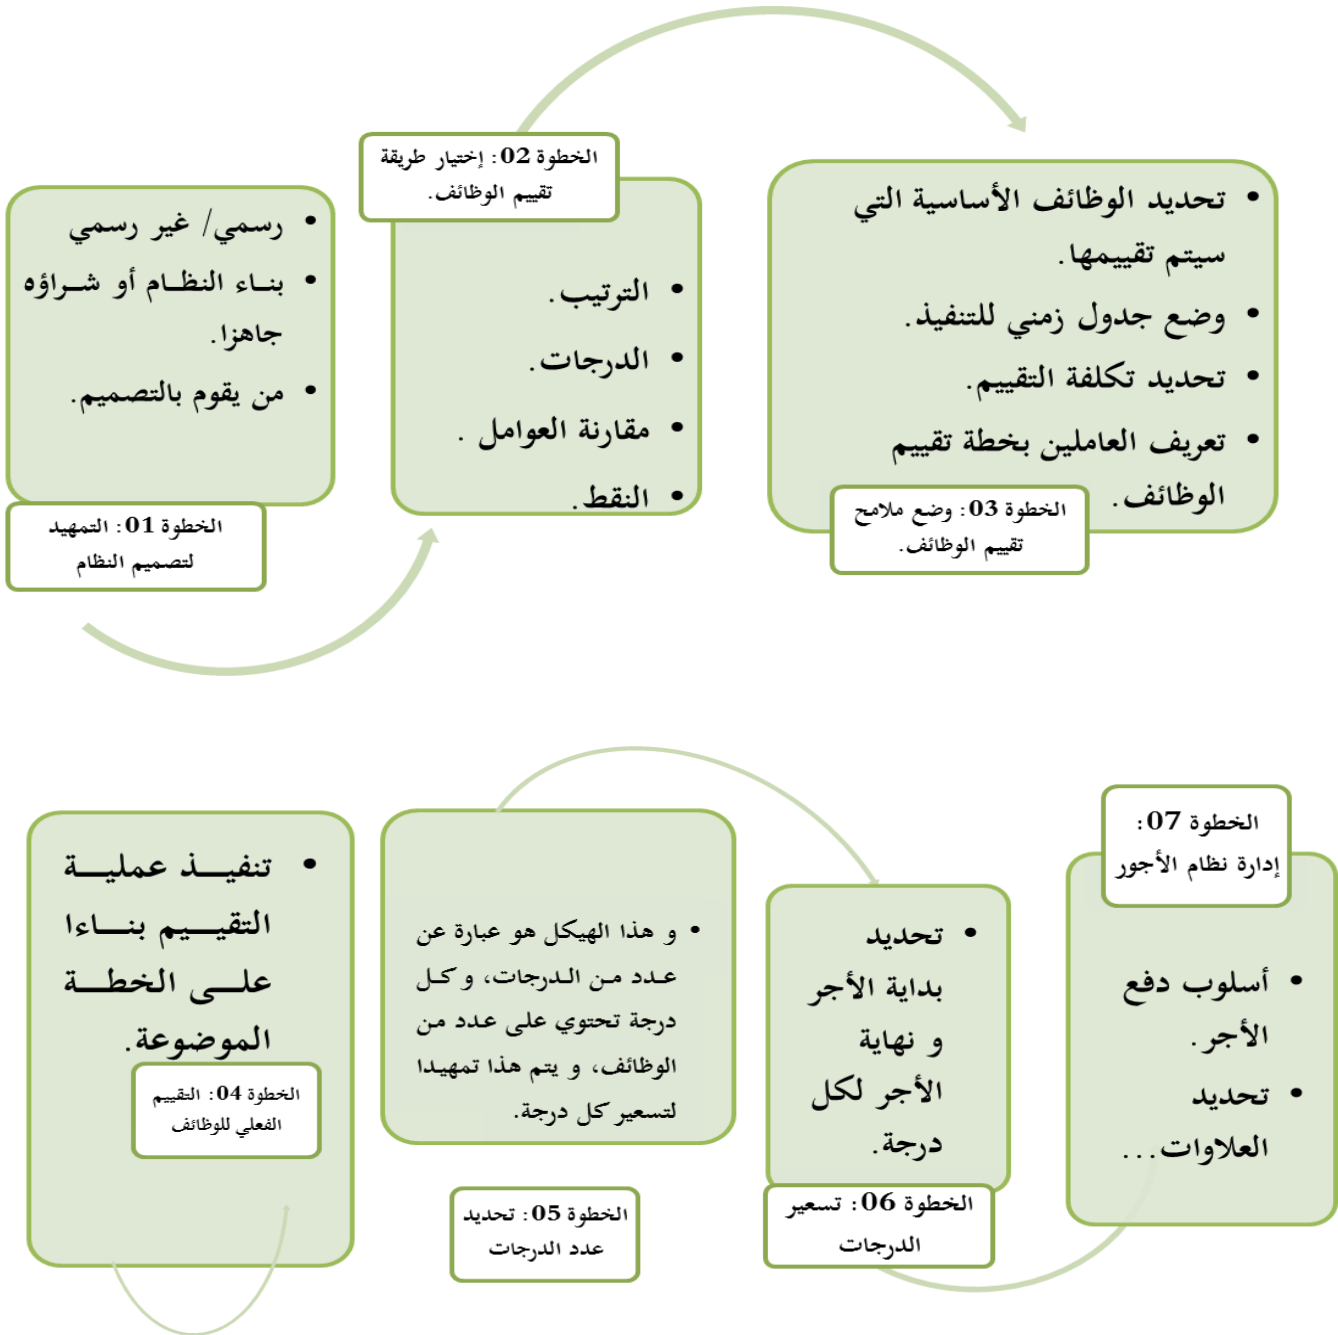 الخطوة 01: التمهيد
لتصميم النظام
• رسمي/ غير رسمي
• بناء النظام أو شراؤه
جاهزا.
• من يقوم بالتصميم.
الخطوة 02: إختيار طريقة
تقييم الوظائف.
• الترتيب.
• الدرجات.
• مقارنة العوامل .
• النقط.
الخطوة 03: وضع ملامح
تقييم الوظائف.
• تحديد الوظائف الأساسية التي
سيتم تقييمها.
• وضع جدول زمني للتنفيذ.
• تحديد تكلفة التقييم.
• تعريف العاملين بخطة تقييم
الوظائف.
الخطوة 04: التقييم
الفعلي للوظائف
• تنفيذ عملية
التقييم بناءا
على الخطة
الموضوعة.
الخطوة 05: تحديد
عدد الدرجات
• و هذا الهيكل هو عبارة عن
عدد من الدرجات، و كل
درجة تحتوي على عدد من
الوظائف، و يتم هذا تمهيدا
لتسعير كل درجة.
الخطوة 06: تسعير
الدرجات
• تحديد
بداية الأجر
و نهاية
الأجر لكل
درجة.
الخطوة 07:
إدارة نظام الأجور
• أسلوب دفع
الأجر.
• تحديد
العلاوات...